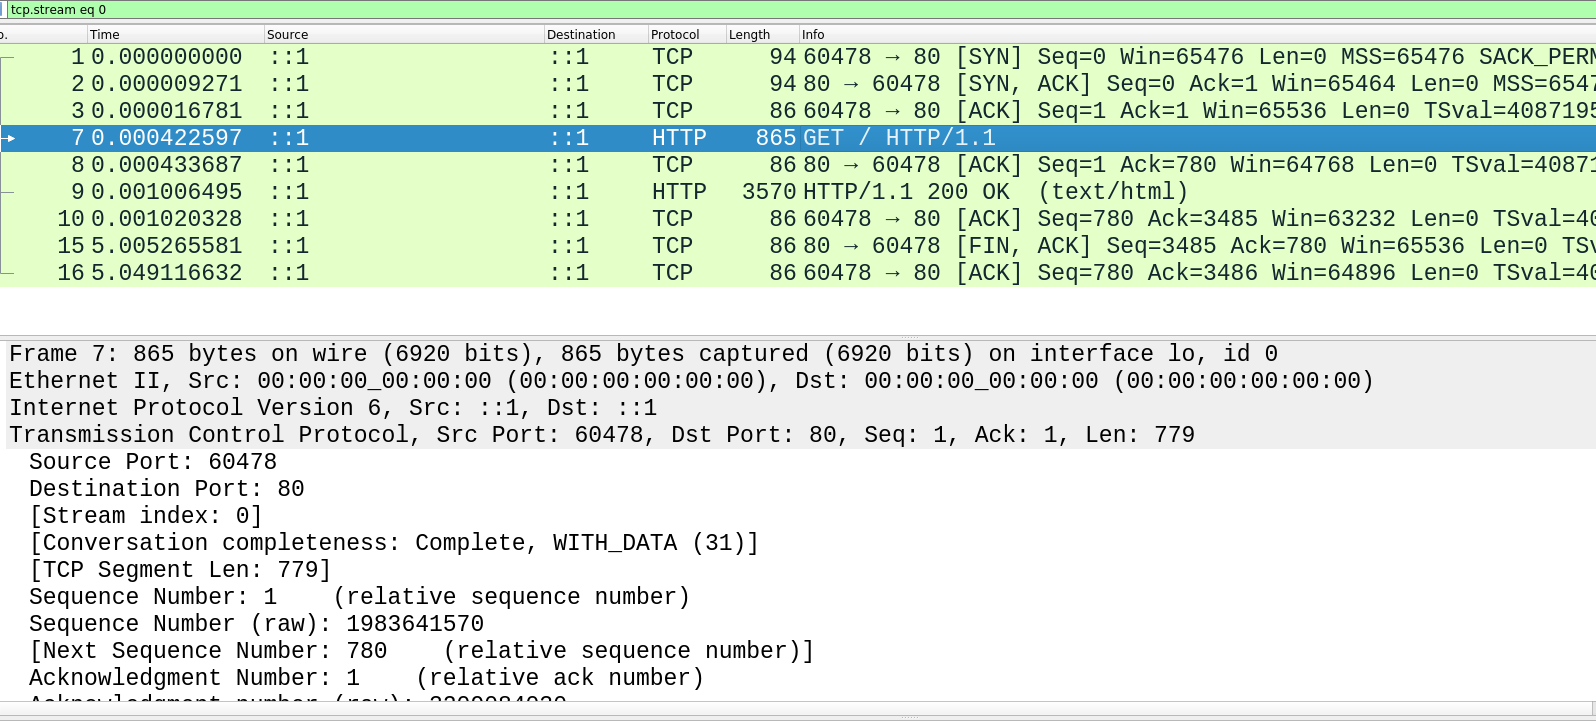 tcp.stream eq 0
Time Source Destination Protocol Length Info
1 0.000000000 ::1 ::1 TCP 94 60478 → 80 [SYN] Seq=0 Win=65476 Len=0 MSS=65476 SACK_PERM
2 0.000009271 ::1 ::1 TCP 94 80 → 60478 [SYN, ACK] Seq=0 Ack=1 Win=65464 Len=0 MSS=6547
3 0.000016781 ::1 ::1 TCP 86 60478 → 80 [ACK] Seq=1 Ack=1 Win=65536 Len=0 TSval=4087195
7 0.000422597 ::1 ::1 HTTP 865 GET / HTTP/1.1
8 0.000433687 ::1 ::1 TCP 86 80 → 60478 [ACK] Seq=1 Ack=780 Win=64768 Len=0 TSval=40871
9 0.001006495 ::1 ::1 HTTP 3570 HTTP/1.1 200 OK (text/html)
10 0.001020328 ::1 ::1 TCP 86 60478 → 80 [ACK] Seq=780 Ack=3485 Win=63232 Len=0 TSval=40
15 5.005265581 ::1 ::1 TCP 86 80 → 60478 [FIN, ACK] Seq=3485 Ack=780 Win=65536 Len=0 TSv
16 5.049116632 ::1 ::1 TCP 86 60478 → 80 [ACK] Seq=780 Ack=3486 Win=64896 Len=0 TSval=40
Frame 7: 865 bytes on wire (6920 bits), 865 bytes captured (6920 bits) on interface lo, id 0
Ethernet II, Src: 00:00:00_00:00:00 (00:00:00:00:00:00), Dst: 00:00:00_00:00:00 (00:00:00:00:00:00)
Internet Protocol Version 6, Src: ::1, Dst: ::1
Transmission Control Protocol, Src Port: 60478, Dst Port: 80, Seq: 1, Ack: 1, Len: 779
Source Port: 60478
Destination Port: 80
[Stream index: 0]
[Conversation completeness: Complete, WITH_DATA (31)]
[TCP Segment Len: 779]
Sequence Number: 1 (relative sequence number)
Sequence Number (raw): 1983641570
[Next Sequence Number: 780 (relative sequence number)]
Acknowledgment Number: 1 (relative ack number)